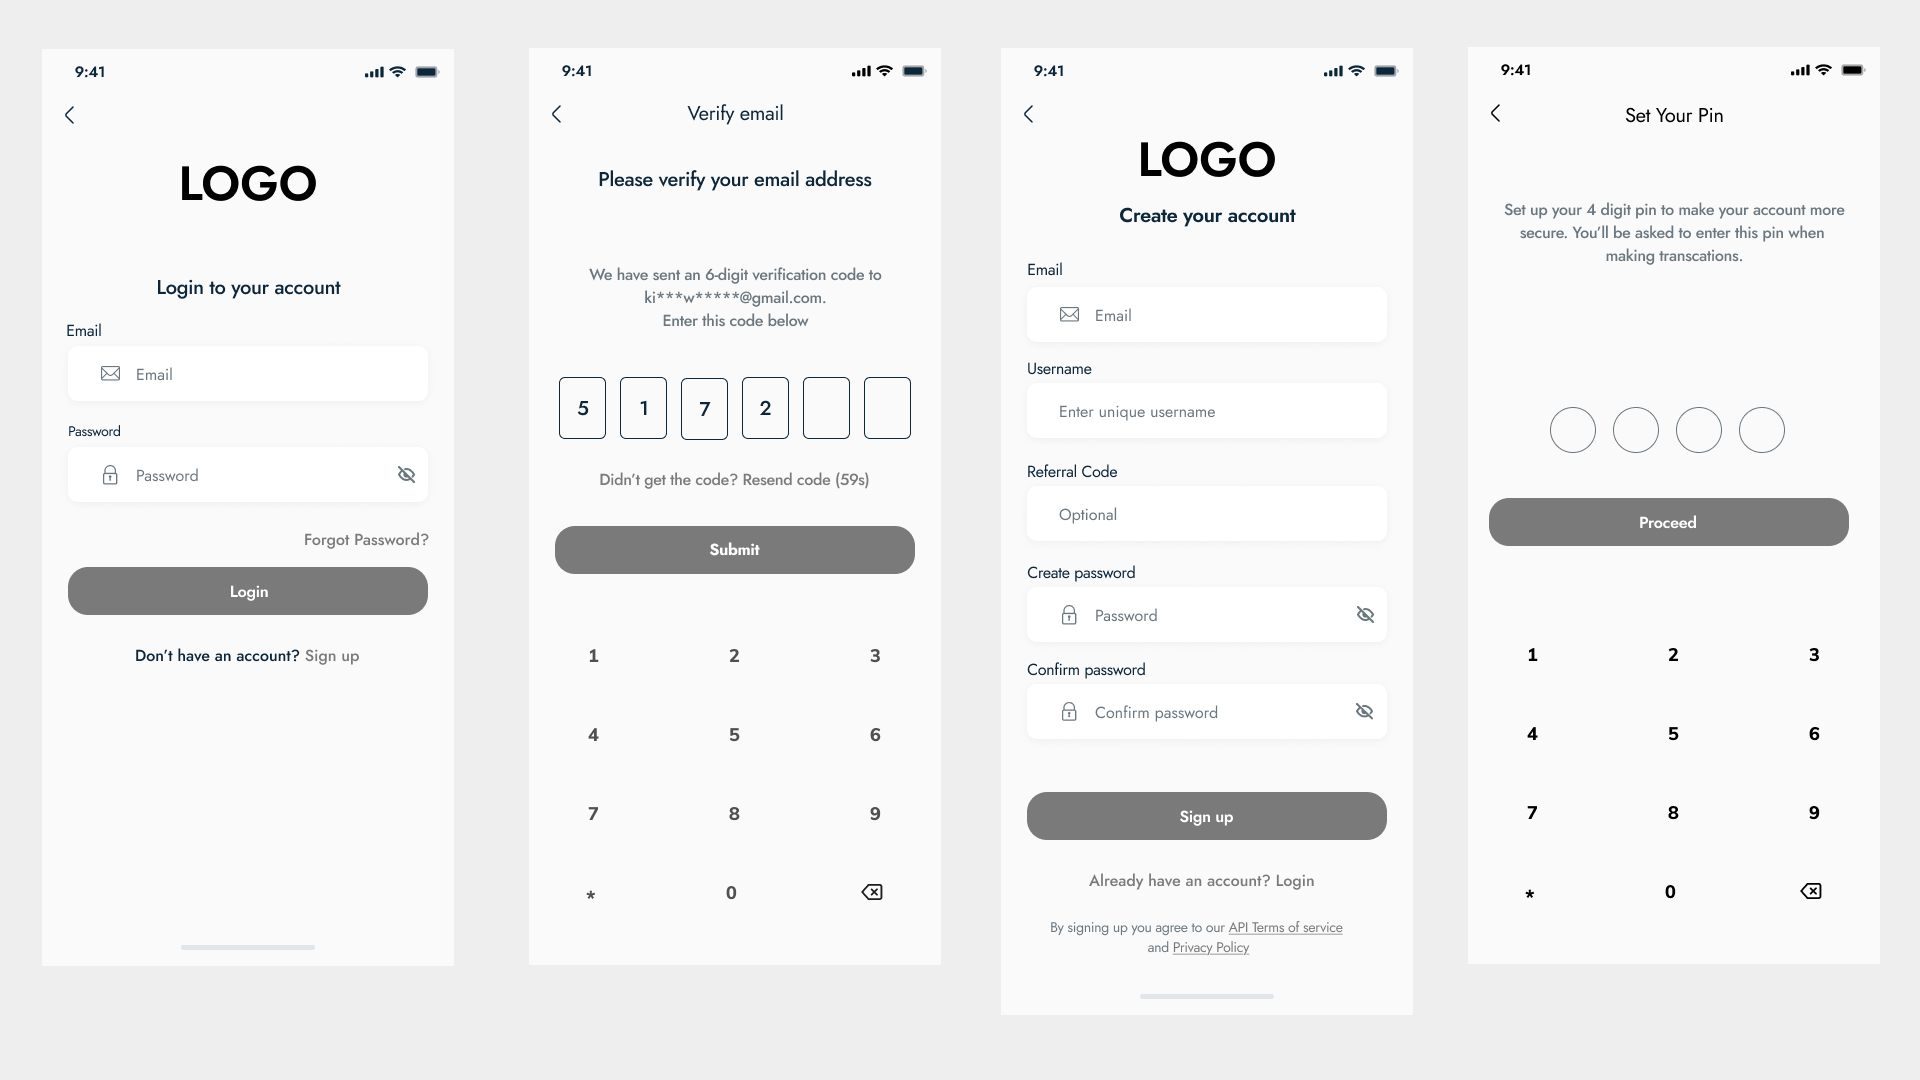 9:41
LOGO
Login to your account
Email
Email
Password
Password
Forgot Password?
Login
Don't have an account? Sign up
9:41
Verify email
Please verify your email address
We have sent an 6-digit verification code to
ki***w*****@gmail.com.
Enter this code below
5 1 7 2
Didn't get the code? Resend code (59s)
Submit
1 2 3
4 5 6
7 8 9
* 0
9:41
LOGO
Create your account
Email
Email
Username
Enter unique username
Referral Code
Optional
Create password
Password
Confirm password
Confirm password
Sign up
Already have an account? Login
By signing up you agree to our API Terms of service
and Privacy Policy
9:41
Set Your Pin
Set up your 4 digit pin to make your account more
secure. You'll be asked to enter this pin when
making transcations.
Proceed
1 2 3
4 5 6
7 8 9
* 0